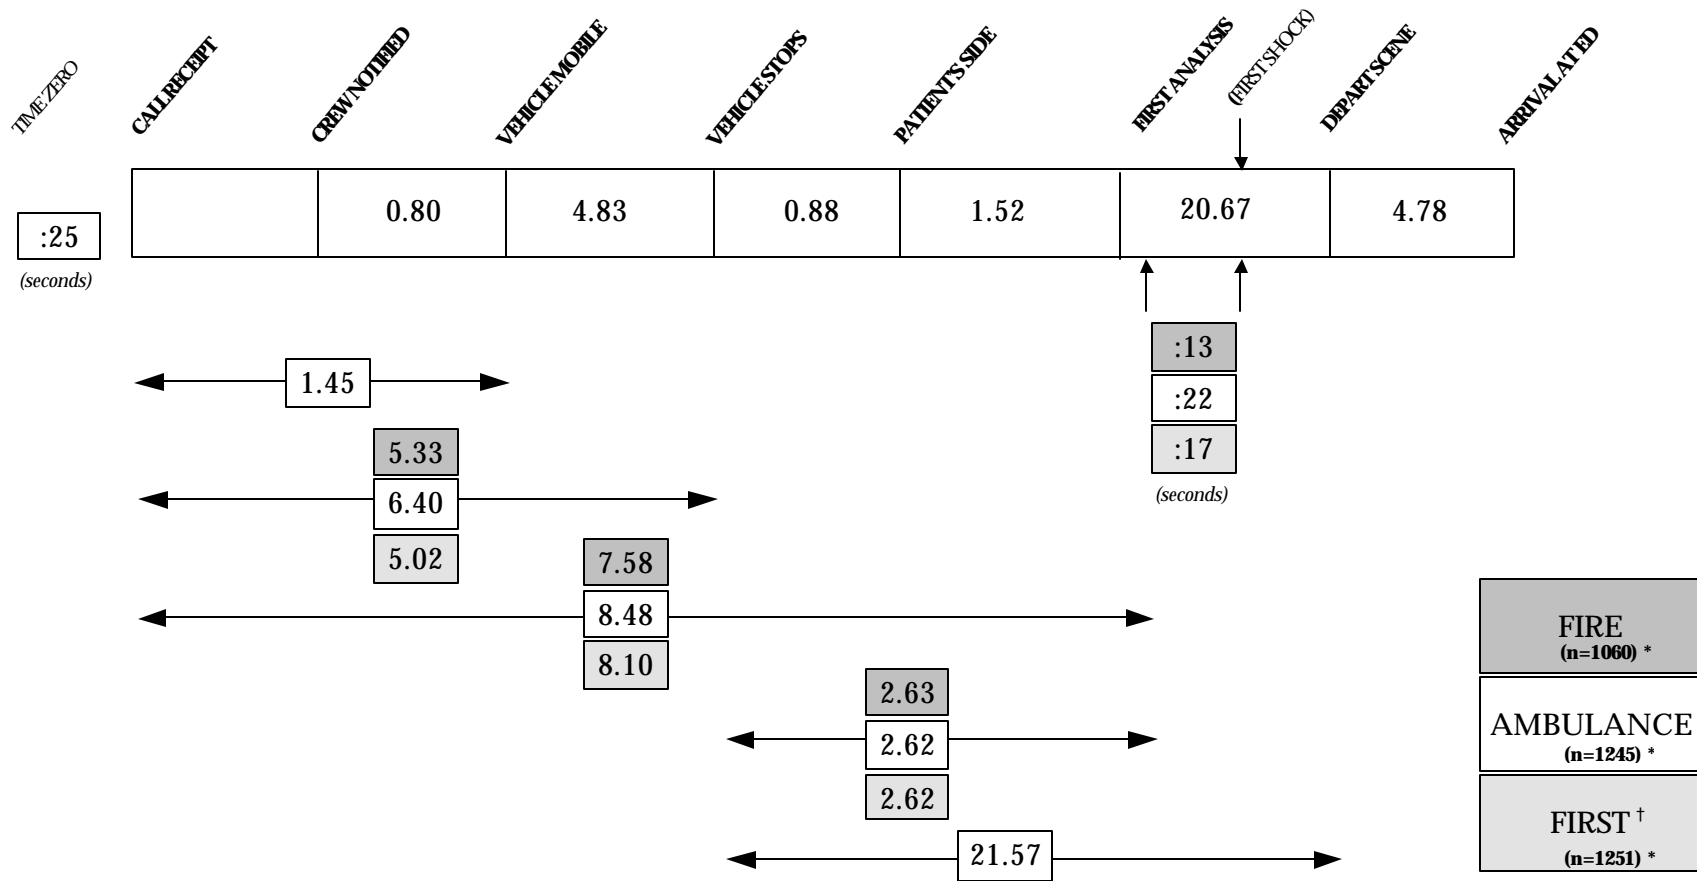 TIME ZERO
CALL RECEIPT
CREW NOTIFIED
VEHICLE MOBILE
VEHICLE STOPS
PATIENT'S SIDE
FIRST ANALYSIS
(FIRST SHOCK)
DEPART SCENE
ARRIVAL AT ED
:25
(seconds)
0.80
4.83
0.88
1.52
20.67
4.78
:13
:22
:17
(seconds)
1.45
5.33
6.40
5.02
7.58
8.48
8.10
2.63
2.62
2.62
21.57
FIRE
(n=1060) *
AMBULANCE
(n=1245) *
FIRST †
(n=1251) *